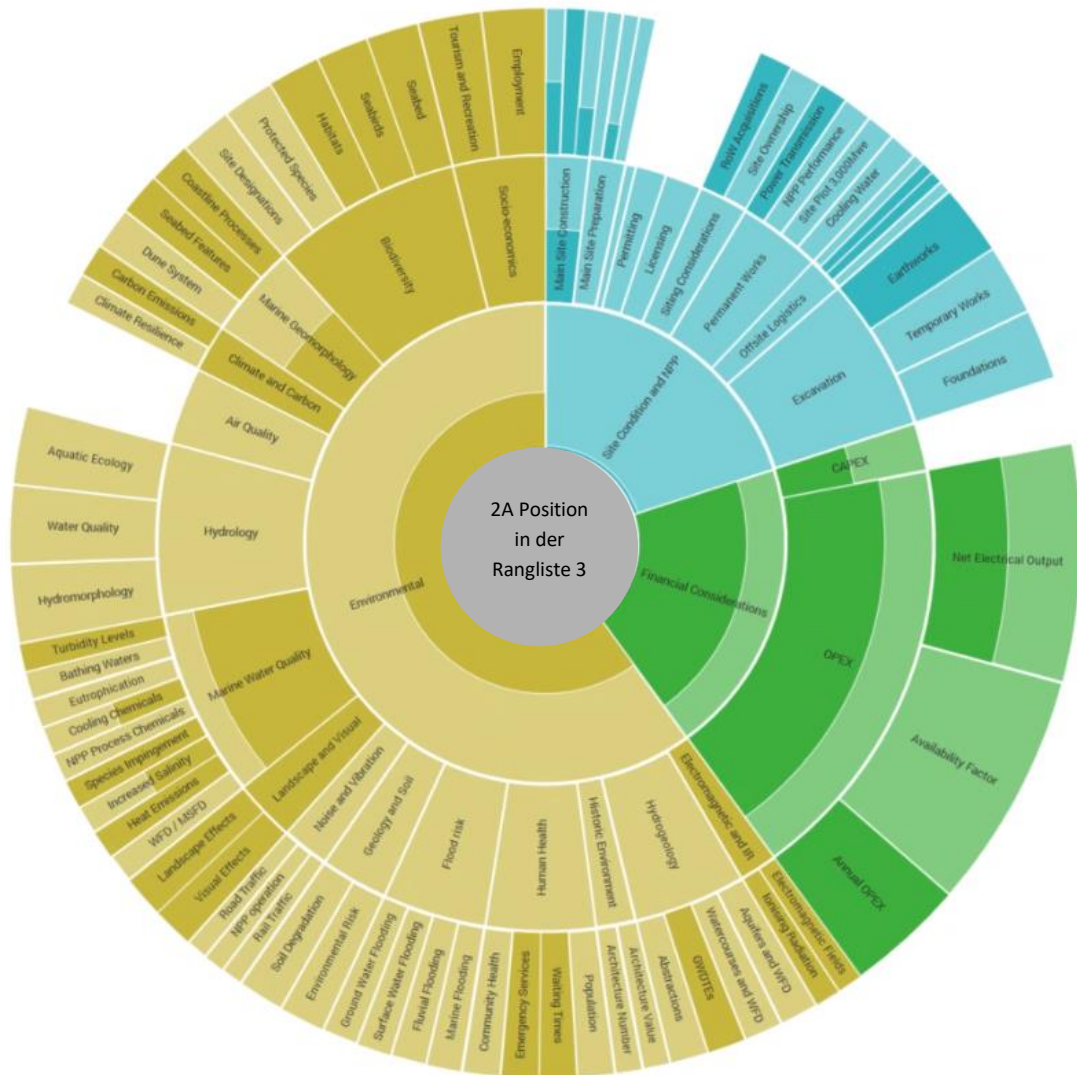 2A Position
in der
Rangliste 3
Environmental
Site Condition and NPP
Financial Considerations
Main Site Construction
Main Site Preparation
Permitting
Licensing
Siting Considerations
Permanent Works
Offsite Logistics
Excavation
CAPEX
OPEX
Electromagnetic and IR
Hydrogeology
Historic Environment
Human Health
Flood risk
Geology and Soil
Noise and Vibration
Landscape and Visual
Marine Water Quality
Hydrology
Air Quality
Climate and Carbon
Marine Geomorphology
Biodiversity
Socio-economics
RoW Acquisitions
Site Ownership
Power Transmission
NPP Performance
Site Plot 3,000Mwe
Cooling Water
Earthworks
Temporary Works
Foundations
Net Electrical Output
Availability Factor
Annual OPEX
Electromagnetic Fields
Ionising Radiation
Aquifers and WFD
Watercourses and WFD
GWDTEs
Abstractions
Architecture Value
Architecture Number
Population
Waiting Times
Emergency Services
Community Health
Marine Flooding
Fluvial Flooding
Surface Water Flooding
Ground Water Flooding
Environmental Risk
Soil Degradation
Rail Traffic
NPP operation
Road Traffic
Visual Effects
Landscape Effects
WFD / MSFD
Heat Emissions
Increased Salinity
Species Impingement
NPP Process Chemicals
Cooling Chemicals
Eutrophication
Bathing Waters
Turbidity Levels
Hydromorphology
Water Quality
Aquatic Ecology
Climate Resilience
Carbon Emissions
Dune System
Seabed Features
Coastline Processes
Site Designations
Protected Species
Habitats
Seabirds
Seabed
Tourism and Recreation
Employment